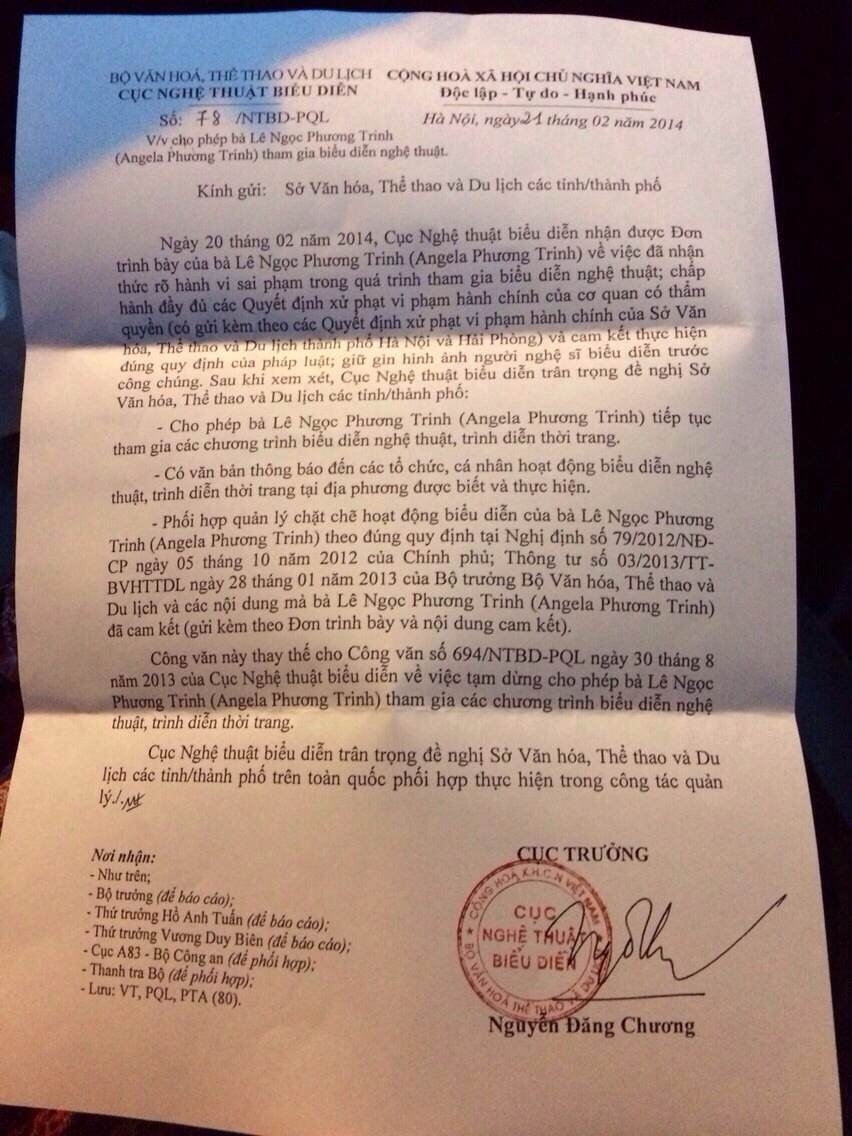 BỘ VĂN HOÁ, THỂ THAO VÀ DU LỊCH
CỤC NGHỆ THUẬT BIỂU DIỄN
CỘNG HOÀ XÃ HỘI CHỦ NGHĨA VIỆT NAM
Độc lập - Tự do - Hạnh phúc
Số: 78 /NTBD-PQL
Hà Nội, ngày 21 tháng 02 năm 2014
V/v cho phép bà Lê Ngọc Phương Trinh
(Angela Phương Trinh) tham gia biểu diễn nghệ thuật.
Kính gửi: Sở Văn hóa, Thể thao và Du lịch các tỉnh/thành phố
Ngày 20 tháng 02 năm 2014, Cục Nghệ thuật biểu diễn nhận được Đơn
trình bày của bà Lê Ngọc Phương Trinh (Angela Phương Trinh) về việc đã nhận
thức rõ hành vi sai phạm trong quá trình tham gia biểu diễn nghệ thuật; chấp
hành đầy đủ các Quyết định xử phạt vi phạm hành chính của cơ quan có thẩm
quyền (có gửi kèm theo các Quyết định xử phạt vi phạm hành chính của Sở Văn
hóa, Thể thao và Du lịch thành phố Hà Nội và Hải Phòng) và cam kết thực hiện
đúng quy định của pháp luật; giữ gìn hình ảnh người nghệ sĩ biểu diễn trước
công chúng. Sau khi xem xét, Cục Nghệ thuật biểu diễn trân trọng đề nghị Sở
Văn hóa, Thể thao và Du lịch các tỉnh/thành phố:
- Cho phép bà Lê Ngọc Phương Trinh (Angela Phương Trinh) tiếp tục
tham gia các chương trình biểu diễn nghệ thuật, trình diễn thời trang.
- Có văn bản thông báo đến các tổ chức, cá nhân hoạt động biểu diễn nghệ
thuật, trình diễn thời trang tại địa phương được biết và thực hiện.
- Phối hợp quản lý chặt chẽ hoạt động biểu diễn của bà Lê Ngọc Phương
Trinh (Angela Phương Trinh) theo đúng quy định tại Nghị định số 79/2012/NĐ-
CP ngày 05 tháng 10 năm 2012 của Chính phủ; Thông tư số 03/2013/TT-
BVHTTDL ngày 28 tháng 01 năm 2013 của Bộ trưởng Bộ Văn hóa, Thể thao và
Du lịch và các nội dung mà bà Lê Ngọc Phương Trinh (Angela Phương Trinh)
đã cam kết (gửi kèm theo Đơn trình bày và nội dung cam kết).
Công văn này thay thế cho Công văn số 694/NTBD-PQL ngày 30 tháng 8
năm 2013 của Cục Nghệ thuật biểu diễn về việc tạm dừng cho phép bà Lê Ngọc
Phương Trinh (Angela Phương Trinh) tham gia các chương trình biểu diễn nghệ
thuật, trình diễn thời trang.
Cục Nghệ thuật biểu diễn trân trọng đề nghị Sở Văn hóa, Thể thao và Du
lịch các tỉnh/thành phố trên toàn quốc phối hợp thực hiện trong công tác quản
lý./.
Nơi nhận:
- Như trên;
- Bộ trưởng (để báo cáo);
- Thứ trưởng Hồ Anh Tuấn (để báo cáo);
- Thứ trưởng Vương Duy Biên (để báo cáo);
- Cục A83 - Bộ Công an (để phối hợp);
- Thanh tra Bộ (để phối hợp);
- Lưu: VT, PQL, PTA (80).
CỤC TRƯỞNG
CỘNG HOÀ X.H.C.N VIỆT NAM
CỤC
NGHỆ THUẬT
BIỂU DIỄN
BỘ VĂN HOÁ THỂ THAO VÀ DU LỊCH
Nguyễn Đăng Chương